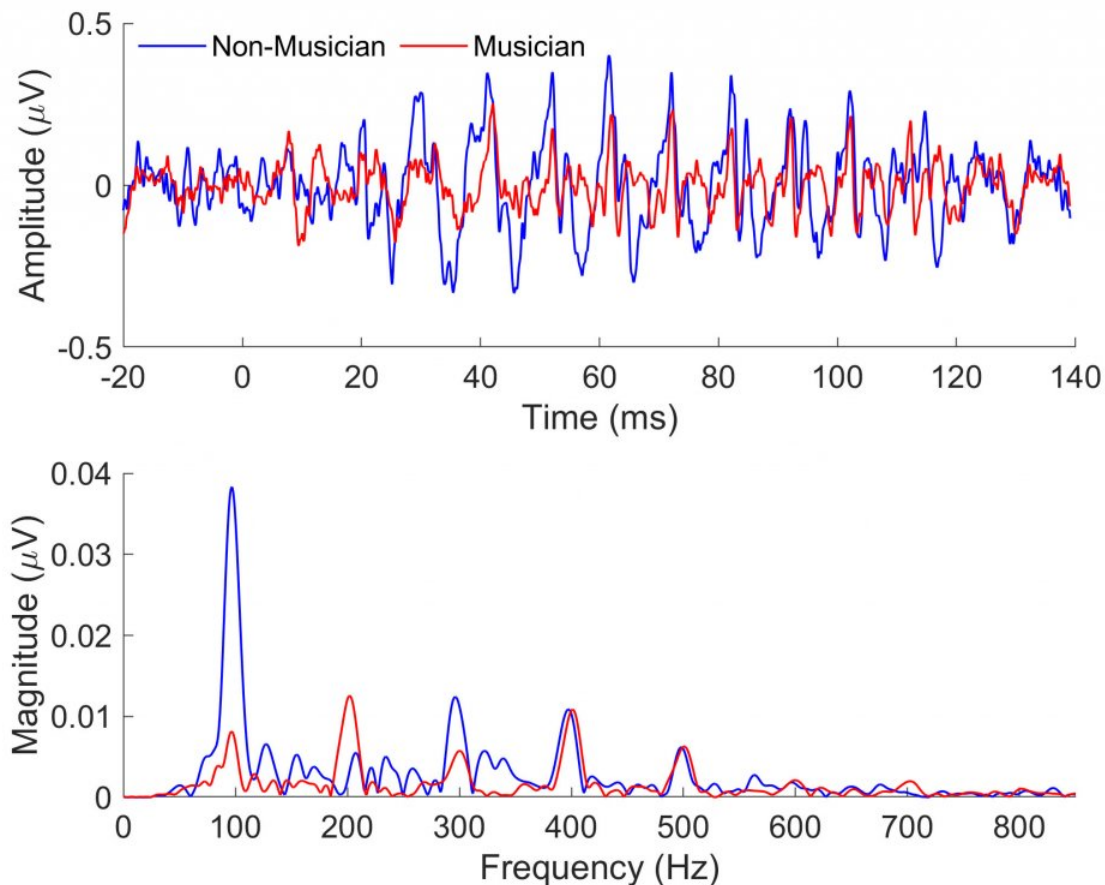 0.5
Non-Musician Musician
Amplitude (μV)
0
-0.5
-20 0 20 40 60 80 100 120 140
Time (ms)
0.04
0.03
Magnitude (μV)
0.02
0.01
0
0 100 200 300 400 500 600 700 800
Frequency (Hz)